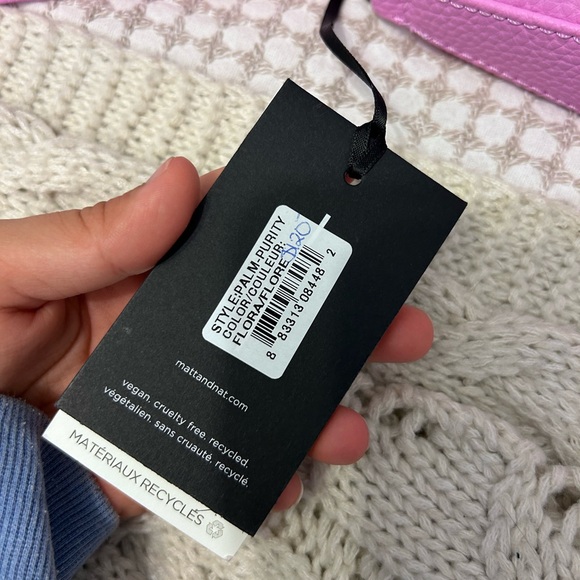 STYLE:PALM-PURITY
COLOR/COULEUR:
FLORA/FLORE
8 83313 08448 2
mattandnat.com
vegan. cruelty free. recycled.
végétalien. sans cruauté. recyclé.
MATÉRIAUX RECYCLÉS